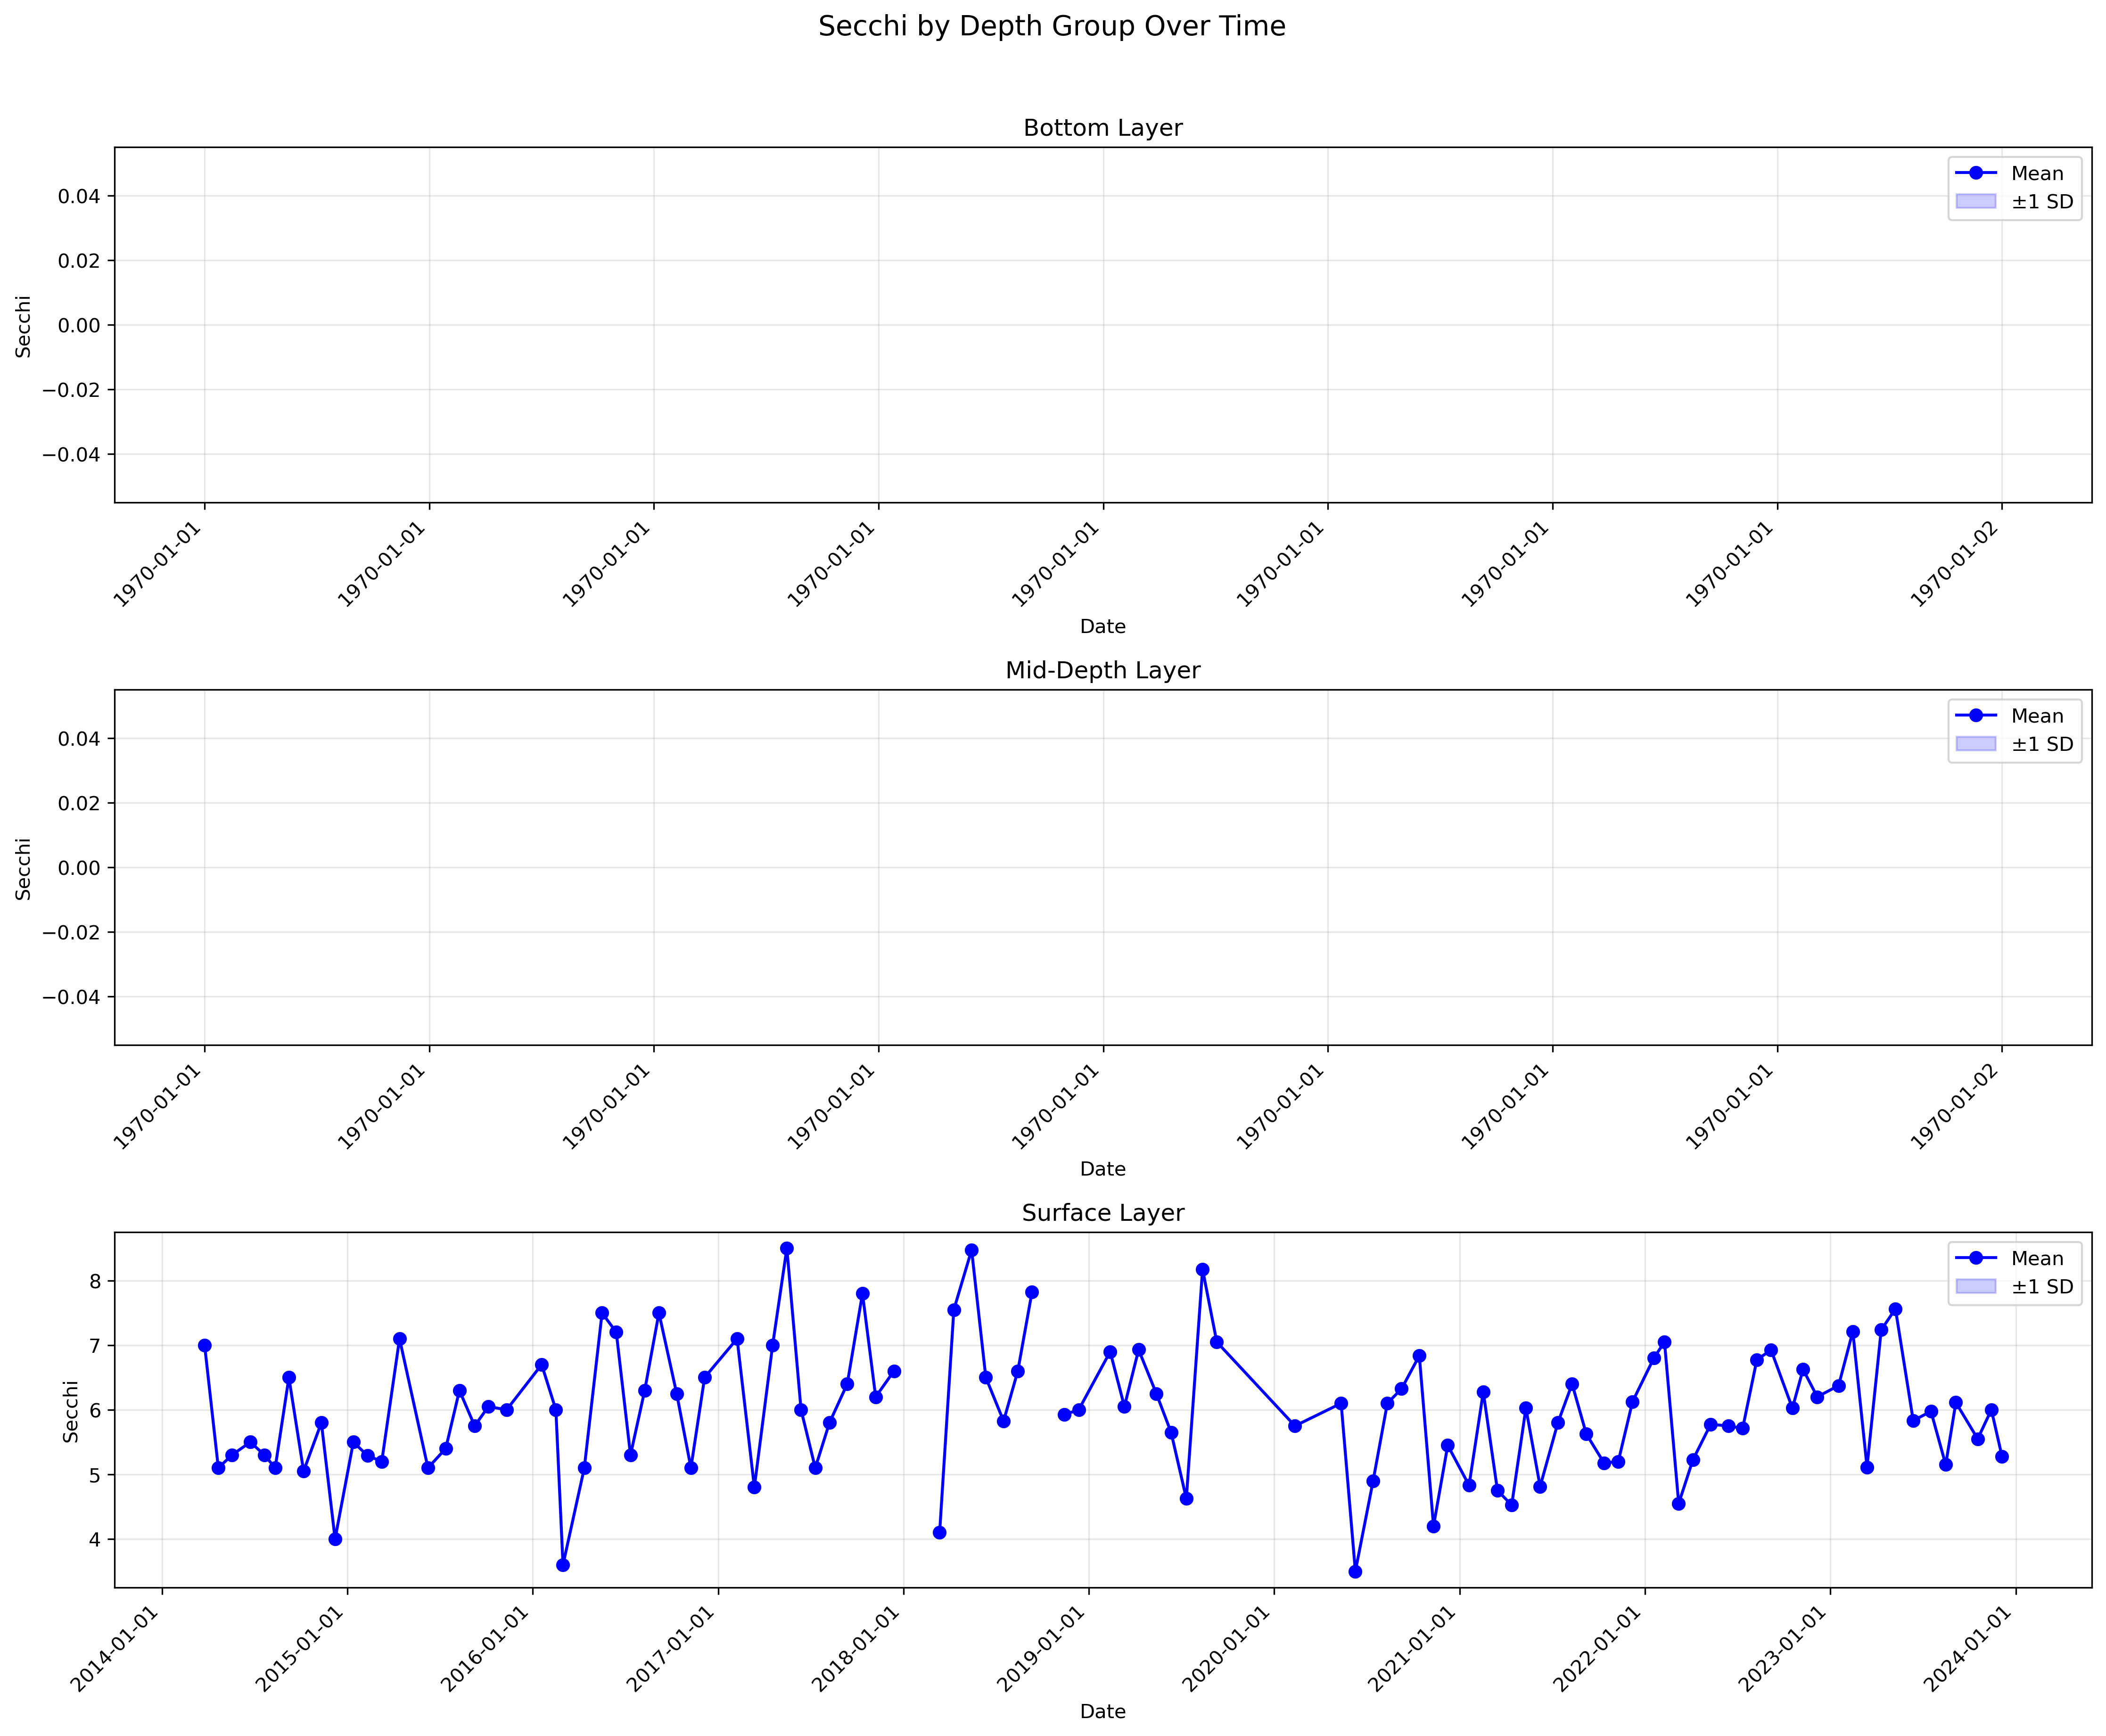 Secchi by Depth Group Over Time
Bottom Layer
Mean
±1 SD
0.04
0.02
0.00
−0.02
−0.04
Secchi
1970-01-01
1970-01-01
1970-01-01
1970-01-01
1970-01-01
1970-01-01
1970-01-01
1970-01-01
1970-01-02
Date
Mid-Depth Layer
Mean
±1 SD
0.04
0.02
0.00
−0.02
−0.04
Secchi
1970-01-01
1970-01-01
1970-01-01
1970-01-01
1970-01-01
1970-01-01
1970-01-01
1970-01-01
1970-01-02
Date
Surface Layer
Mean
±1 SD
8
7
6
5
4
Secchi
2014-01-01
2015-01-01
2016-01-01
2017-01-01
2018-01-01
2019-01-01
2020-01-01
2021-01-01
2022-01-01
2023-01-01
2024-01-01
Date